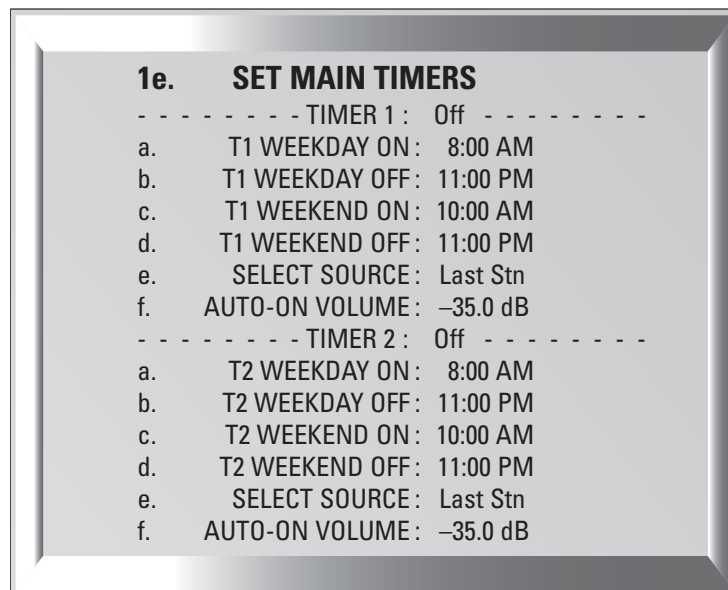 1e. SET MAIN TIMERS
- - - - - - - - TIMER 1 : Off - - - - - - - -
a. T1 WEEKDAY ON : 8:00 AM
b. T1 WEEKDAY OFF : 11:00 PM
c. T1 WEEKEND ON : 10:00 AM
d. T1 WEEKEND OFF : 11:00 PM
e. SELECT SOURCE : Last Stn
f. AUTO-ON VOLUME : –35.0 dB
- - - - - - - - TIMER 2 : Off - - - - - - - -
a. T2 WEEKDAY ON : 8:00 AM
b. T2 WEEKDAY OFF : 11:00 PM
c. T2 WEEKEND ON : 10:00 AM
d. T2 WEEKEND OFF : 11:00 PM
e. SELECT SOURCE : Last Stn
f. AUTO-ON VOLUME : –35.0 dB